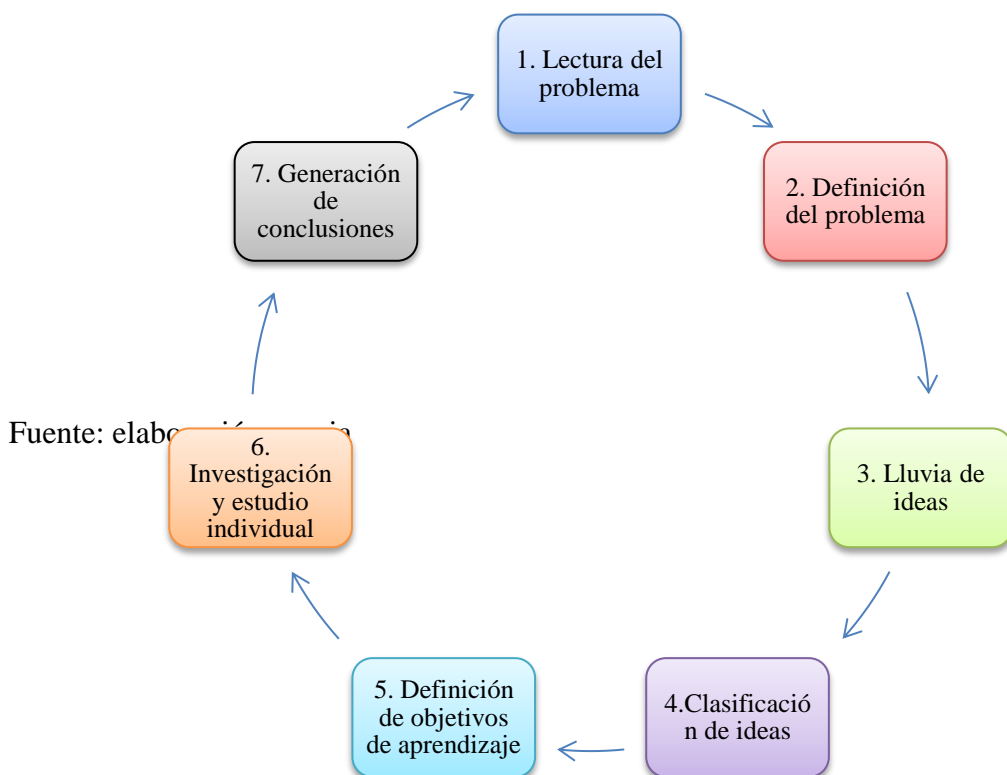 1. Lectura del
problema
2. Definición
del problema
3. Lluvia de
ideas
4.Clasificació
n de ideas
5. Definición
de objetivos
de aprendizaje
6.
Investigación
y estudio
individual
7. Generación
de
conclusiones
Fuente: